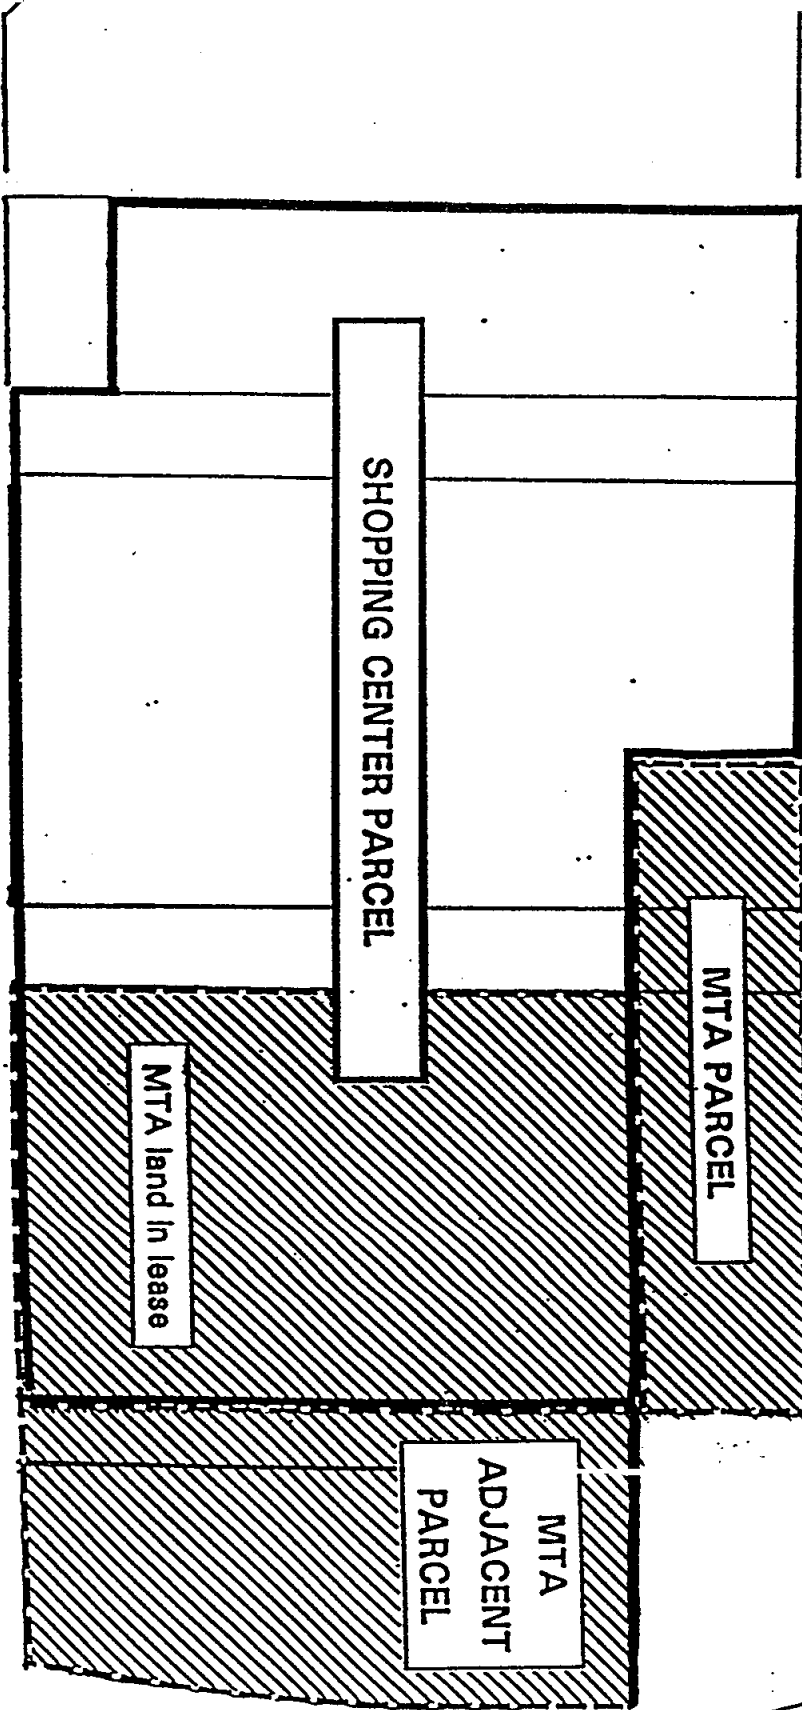 SHOPPING CENTER PARCEL
MTA PARCEL
MTA land in lease
MTA
ADJACENT
PARCEL